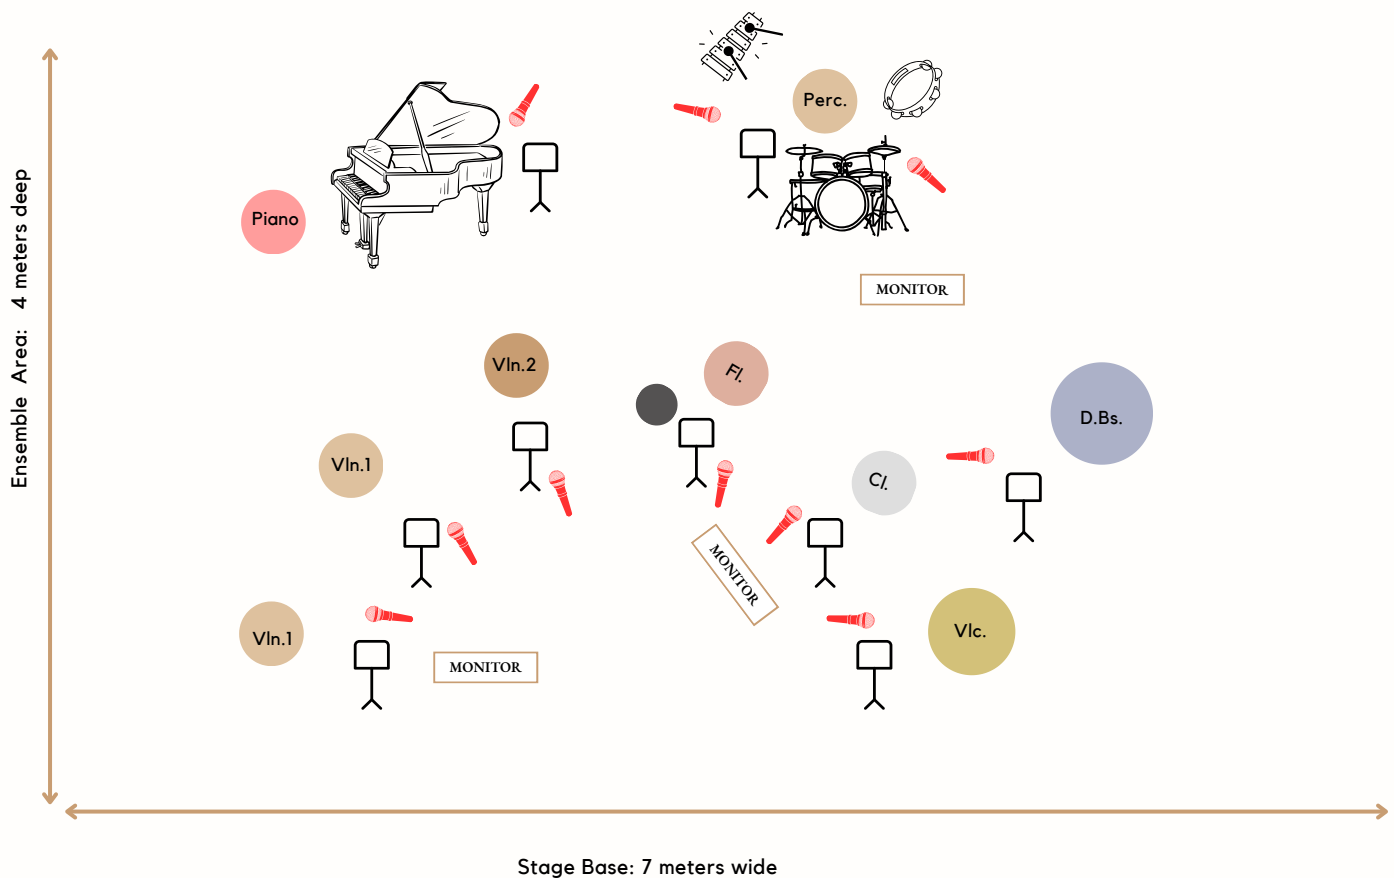 Perc.
Piano
MONITOR
Vln.2
Fl.
D.Bs.
Vln.1
Cl.
MONITOR
Vln.1
Vlc.
MONITOR
Ensemble Area: 4 meters deep
Stage Base: 7 meters wide